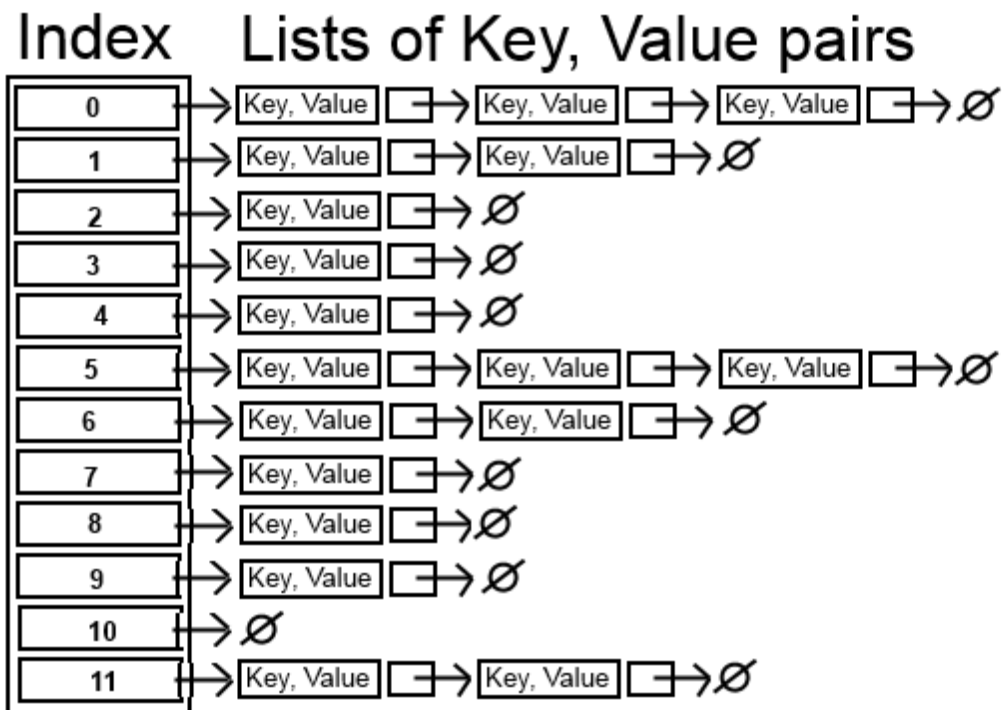 Index Lists of Key, Value pairs
0 Key, Value Key, Value Key, Value ∅
1 Key, Value Key, Value ∅
2 Key, Value ∅
3 Key, Value ∅
4 Key, Value ∅
5 Key, Value Key, Value Key, Value ∅
6 Key, Value Key, Value ∅
7 Key, Value ∅
8 Key, Value ∅
9 Key, Value ∅
10 ∅
11 Key, Value Key, Value ∅